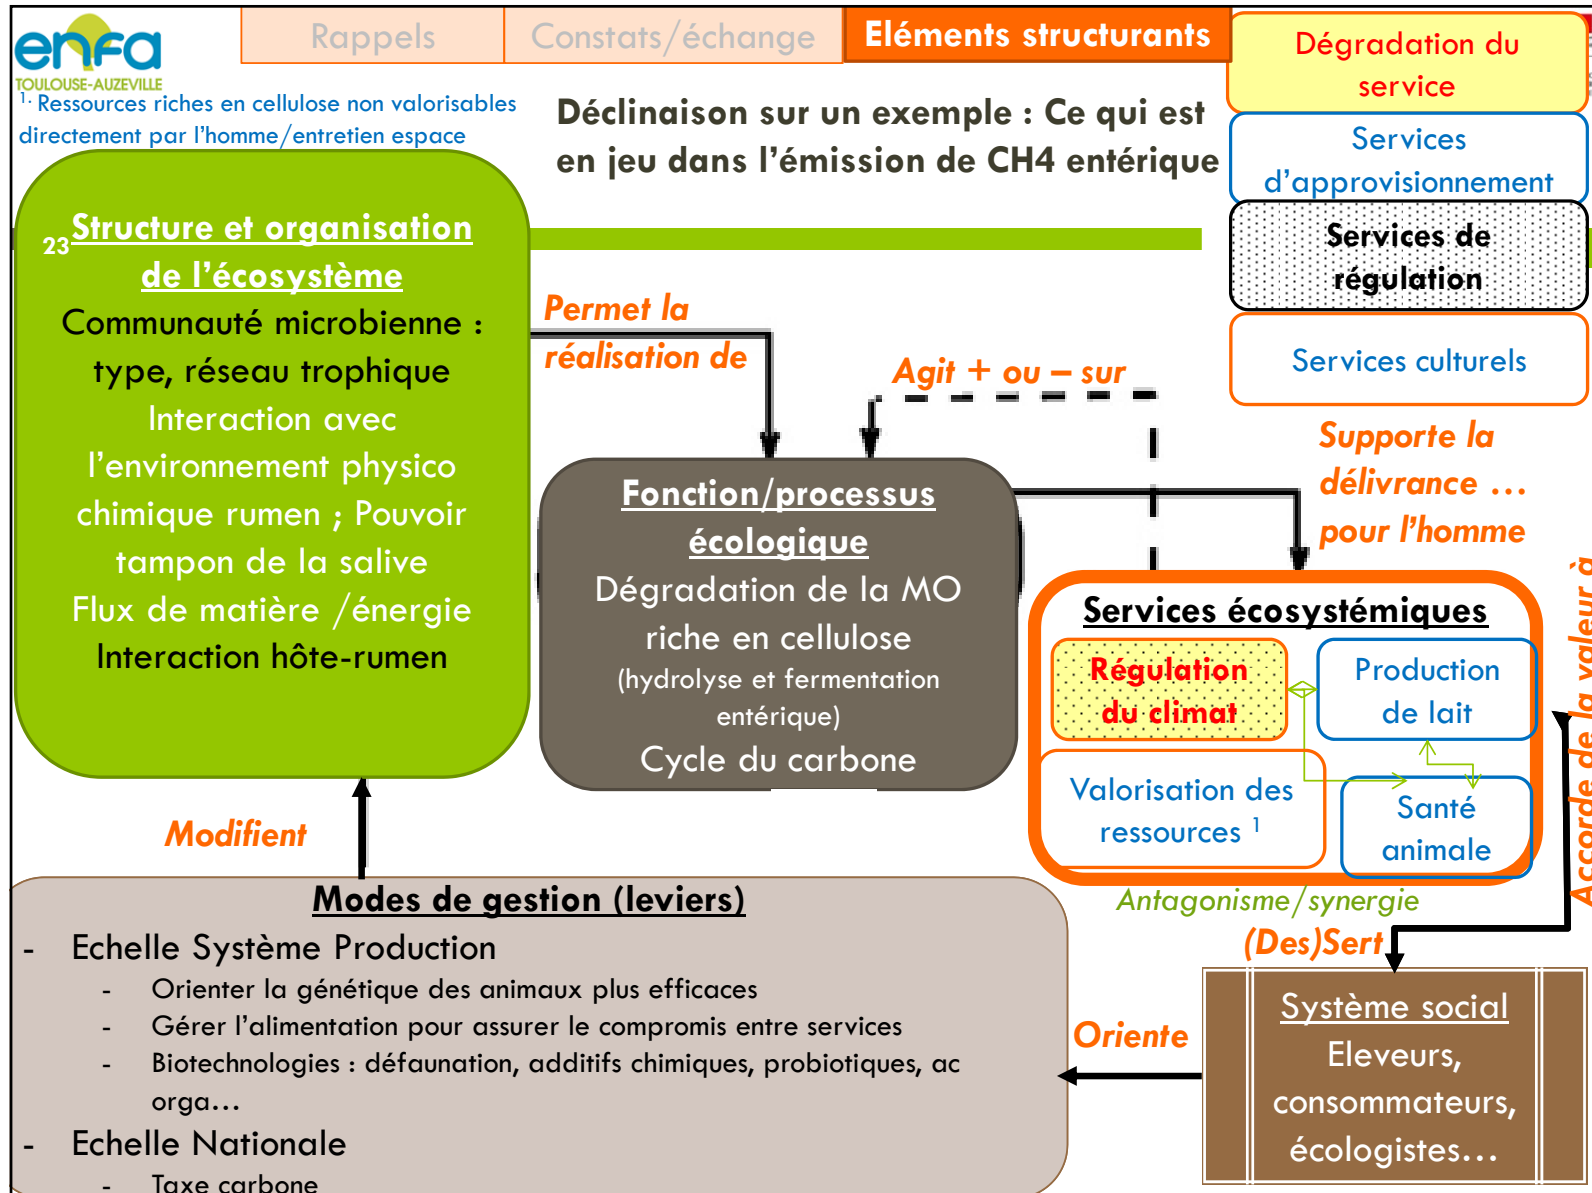 enfa
TOULOUSE-AUZEVILLE
Rappels
Constats/échange
Eléments structurants
1. Ressources riches en cellulose non valorisables
directement par l'homme/entretien espace
Déclinaison sur un exemple : Ce qui est
en jeu dans l'émission de CH4 entérique
Dégradation du
service
Services
d'approvisionnement
Services de
régulation
Services culturels
23
Structure et organisation
de l'écosystème
Communauté microbienne :
type, réseau trophique
Interaction avec
l'environnement physico
chimique rumen ; Pouvoir
tampon de la salive
Flux de matière /énergie
Interaction hôte-rumen
Permet la
réalisation de
Agit + ou – sur
Supporte la
délivrance …
pour l'homme
Fonction/processus
écologique
Dégradation de la MO
riche en cellulose
(hydrolyse et fermentation
entérique)
Cycle du carbone
Services écosystémiques
Régulation
du climat
Production
de lait
Valorisation des
ressources 1
Santé
animale
Antagonisme/synergie
Accorde de la valeur à
(Des)Sert
Modifient
Modes de gestion (leviers)
- Echelle Système Production
- Orienter la génétique des animaux plus efficaces
- Gérer l'alimentation pour assurer le compromis entre services
- Biotechnologies : défaunation, additifs chimiques, probiotiques, ac
orga…
- Echelle Nationale
- Taxe carbone
Oriente
Système social
Eleveurs,
consommateurs,
écologistes…